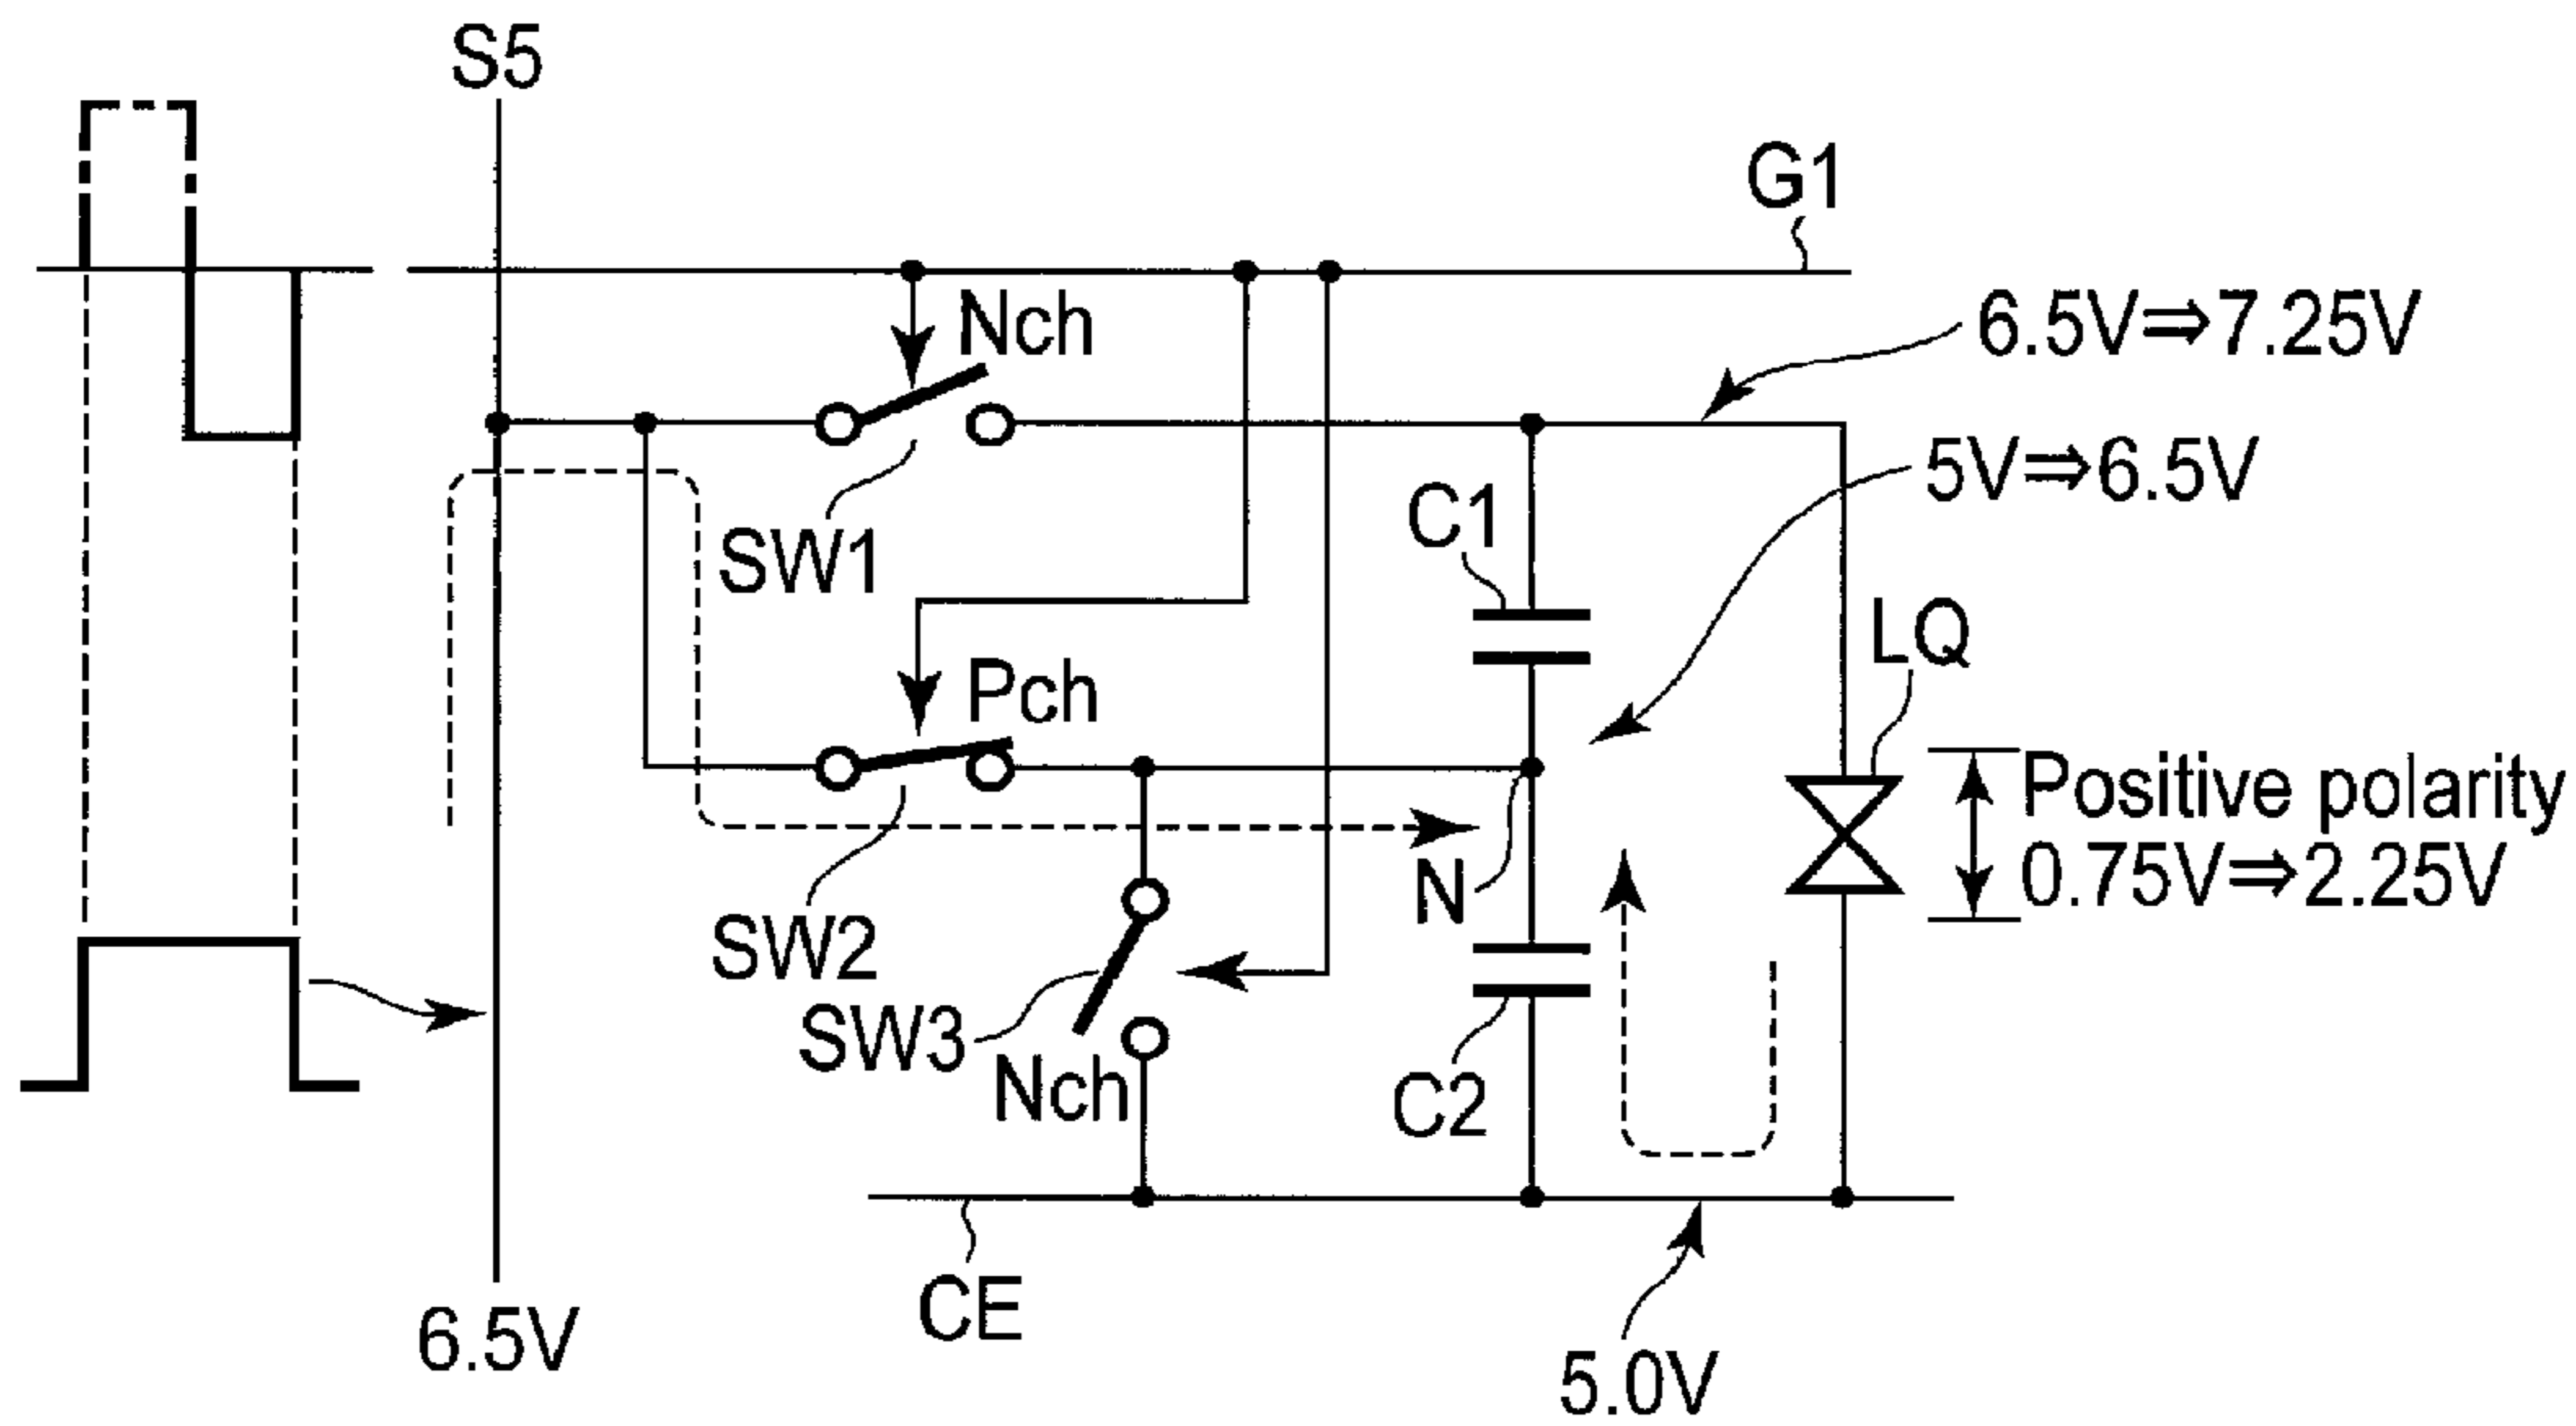 S5
G1
Nch
6.5V⇒7.25V
5V⇒6.5V
C1
SW1
LQ
Pch
Positive polarity
0.75V⇒2.25V
N
SW2
SW3
Nch
C2
CE
6.5V
5.0V